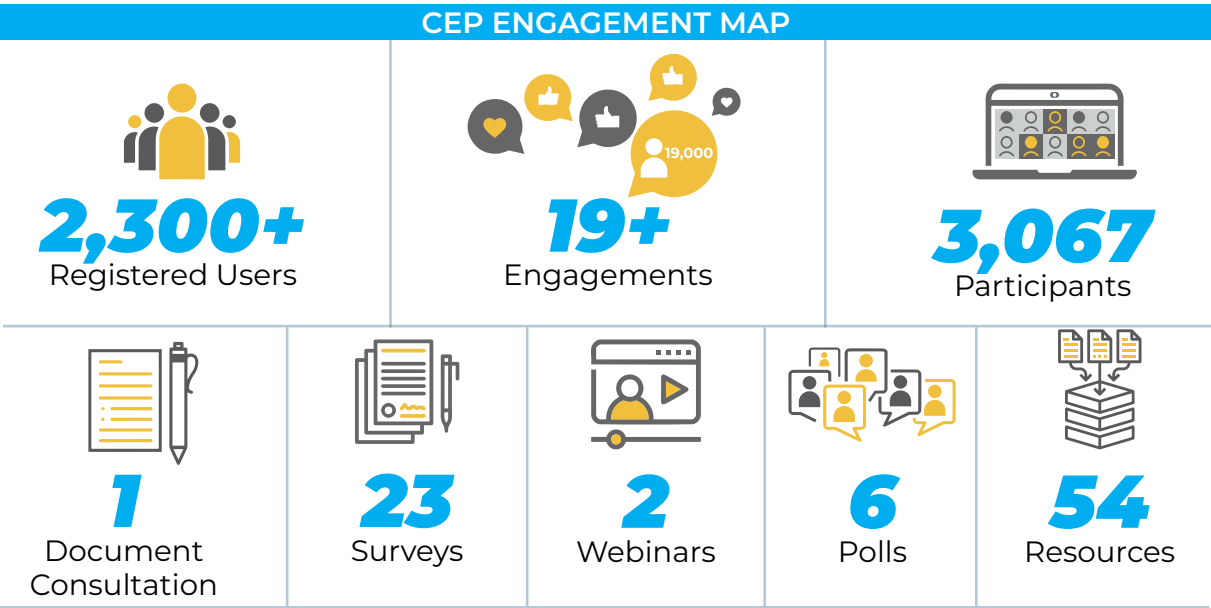 CEP ENGAGEMENT MAP
2,300+
Registered Users
19,000
19+
Engagements
3,067
Participants
1
Document
Consultation
23
Surveys
2
Webinars
6
Polls
54
Resources